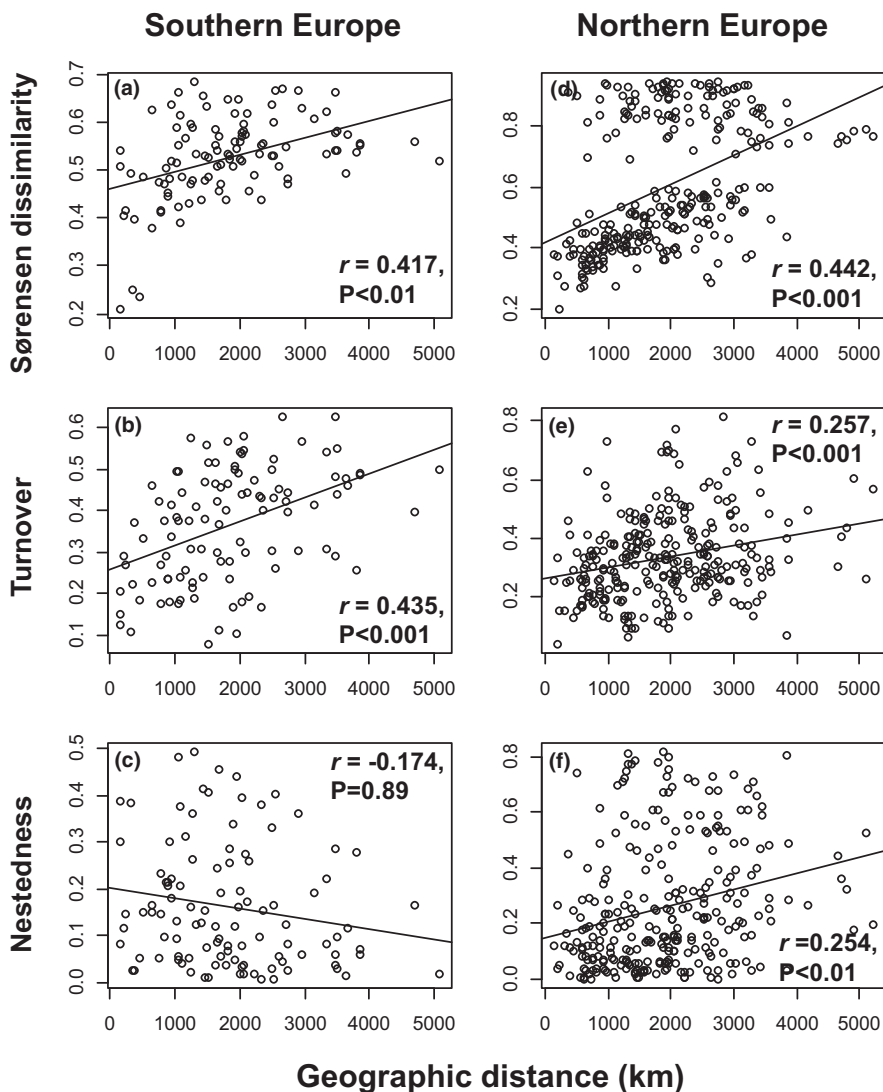 Southern Europe
Northern Europe
Sørensen dissimilarity
0.2 0.3 0.4 0.5 0.6 0.7
(a)
r = 0.417,
P<0.01
0 1000 2000 3000 4000 5000
0.2 0.4 0.6 0.8
(d)
r = 0.442,
P<0.001
0 1000 2000 3000 4000 5000
Turnover
0.1 0.2 0.3 0.4 0.5 0.6
(b)
r = 0.435,
P<0.001
0 1000 2000 3000 4000 5000
0.2 0.4 0.6 0.8
(e)
r = 0.257,
P<0.001
0 1000 2000 3000 4000 5000
Nestedness
0.0 0.1 0.2 0.3 0.4 0.5
(c)
r = -0.174,
P=0.89
0 1000 2000 3000 4000 5000
0.0 0.2 0.4 0.6 0.8
(f)
r =0.254,
P<0.01
0 1000 2000 3000 4000 5000
Geographic distance (km)